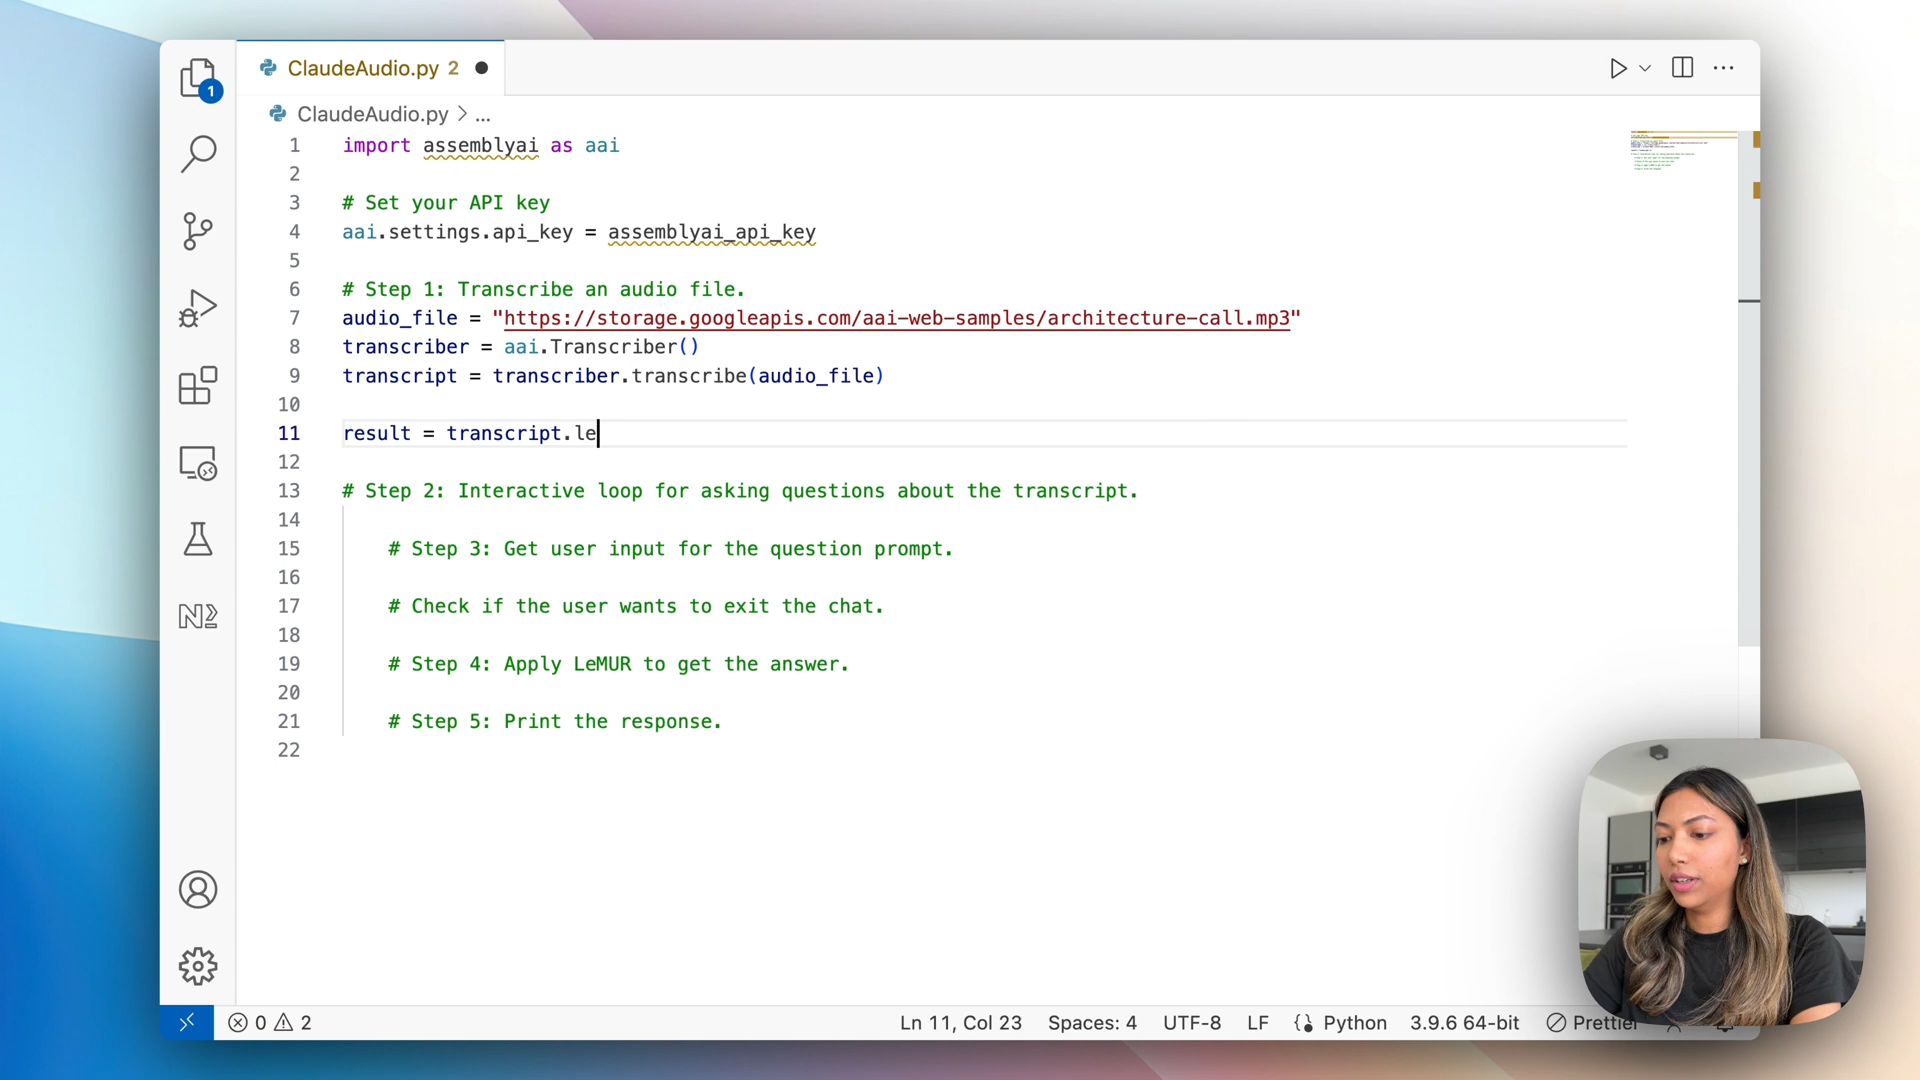 ClaudeAudio.py 2
1
ClaudeAudio.py > ...
1 import assemblyai as aai
2
3 # Set your API key
4 aai.settings.api_key = assemblyai_api_key
5
6 # Step 1: Transcribe an audio file.
7 audio_file = "https://storage.googleapis.com/aai-web-samples/architecture-call.mp3"
8 transcriber = aai.Transcriber()
9 transcript = transcriber.transcribe(audio_file)
10
11 result = transcript.le
12
13 # Step 2: Interactive loop for asking questions about the transcript.
14
15 # Step 3: Get user input for the question prompt.
16
17 # Check if the user wants to exit the chat.
18
19 # Step 4: Apply LeMUR to get the answer.
20
21 # Step 5: Print the response.
22
0 2 Ln 11, Col 23 Spaces: 4 UTF-8 LF Python 3.9.6 64-bit Prettier